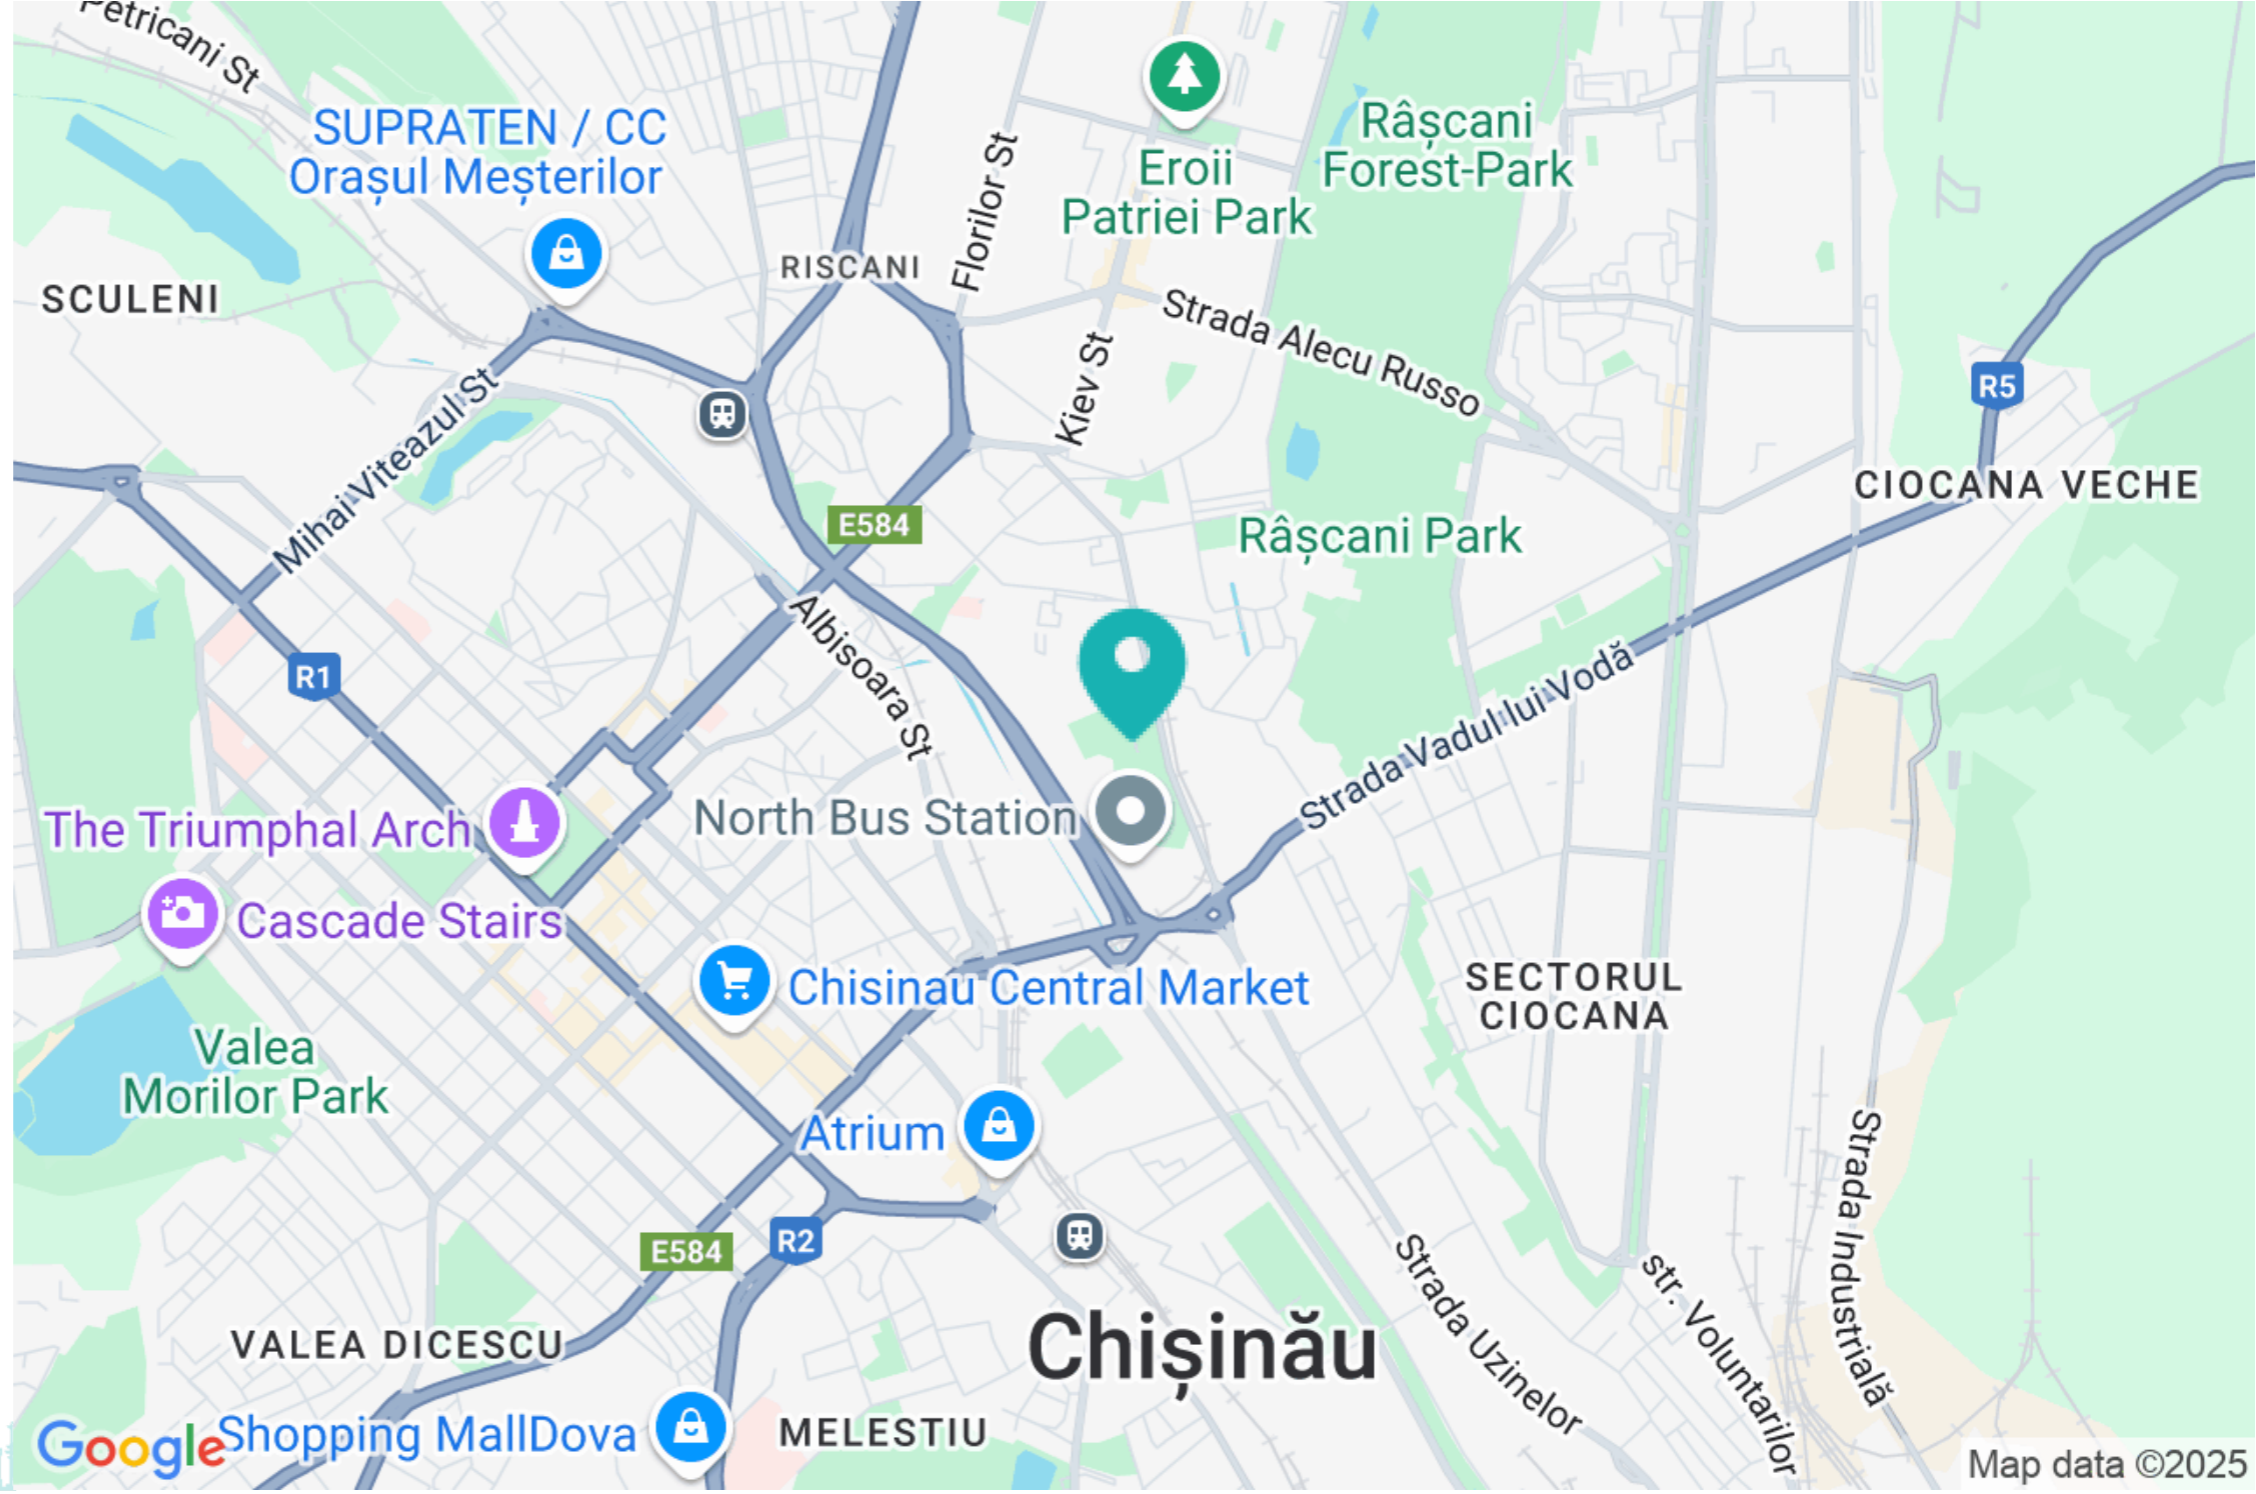 Petricani St
SUPRATEN / CC
Orașul Meșterilor
SCULENI
RISCANI
Florilor St
Eroii
Patriei Park
Râșcani
Forest-Park
Strada Alecu Russo
Kiev St
Mihai Viteazul St
R5
CIOCANA VECHE
E584
Râșcani Park
Albisoara St
R1
Strada Vadul lui Vodă
The Triumphal Arch
North Bus Station
Cascade Stairs
Chisinau Central Market
SECTORUL
CIOCANA
Valea
Morilor Park
Atrium
E584
R2
Strada Industrială
Strada Uzinelor
str. Voluntarilor
VALEA DICESCU
Chișinău
Shopping MallDova
MELESTIU
Google
Map data ©2025